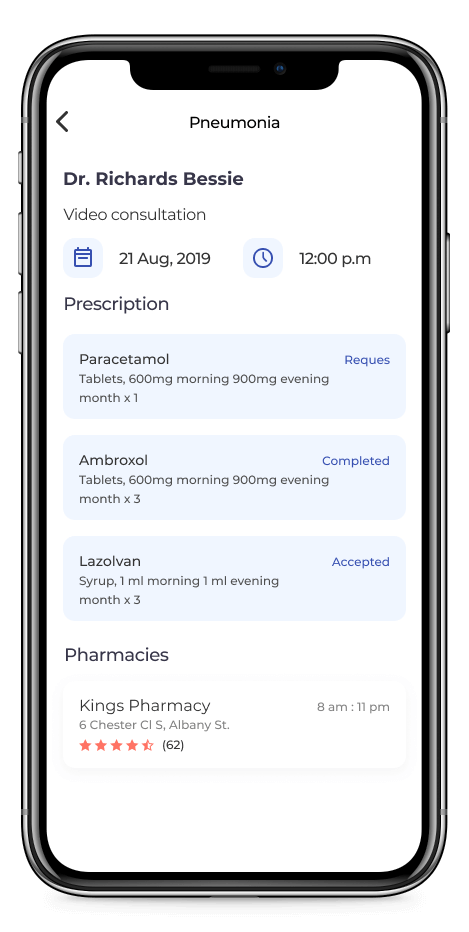 Pneumonia
Dr. Richards Bessie
Video consultation
21 Aug, 2019 12:00 p.m
Prescription
Paracetamol Reques
Tablets, 600mg morning 900mg evening
month x 1
Ambroxol Completed
Tablets, 600mg morning 900mg evening
month x 3
Lazolvan Accepted
Syrup, 1 ml morning 1 ml evening
month x 3
Pharmacies
Kings Pharmacy 8 am : 11 pm
6 Chester Cl S, Albany St.
(62)